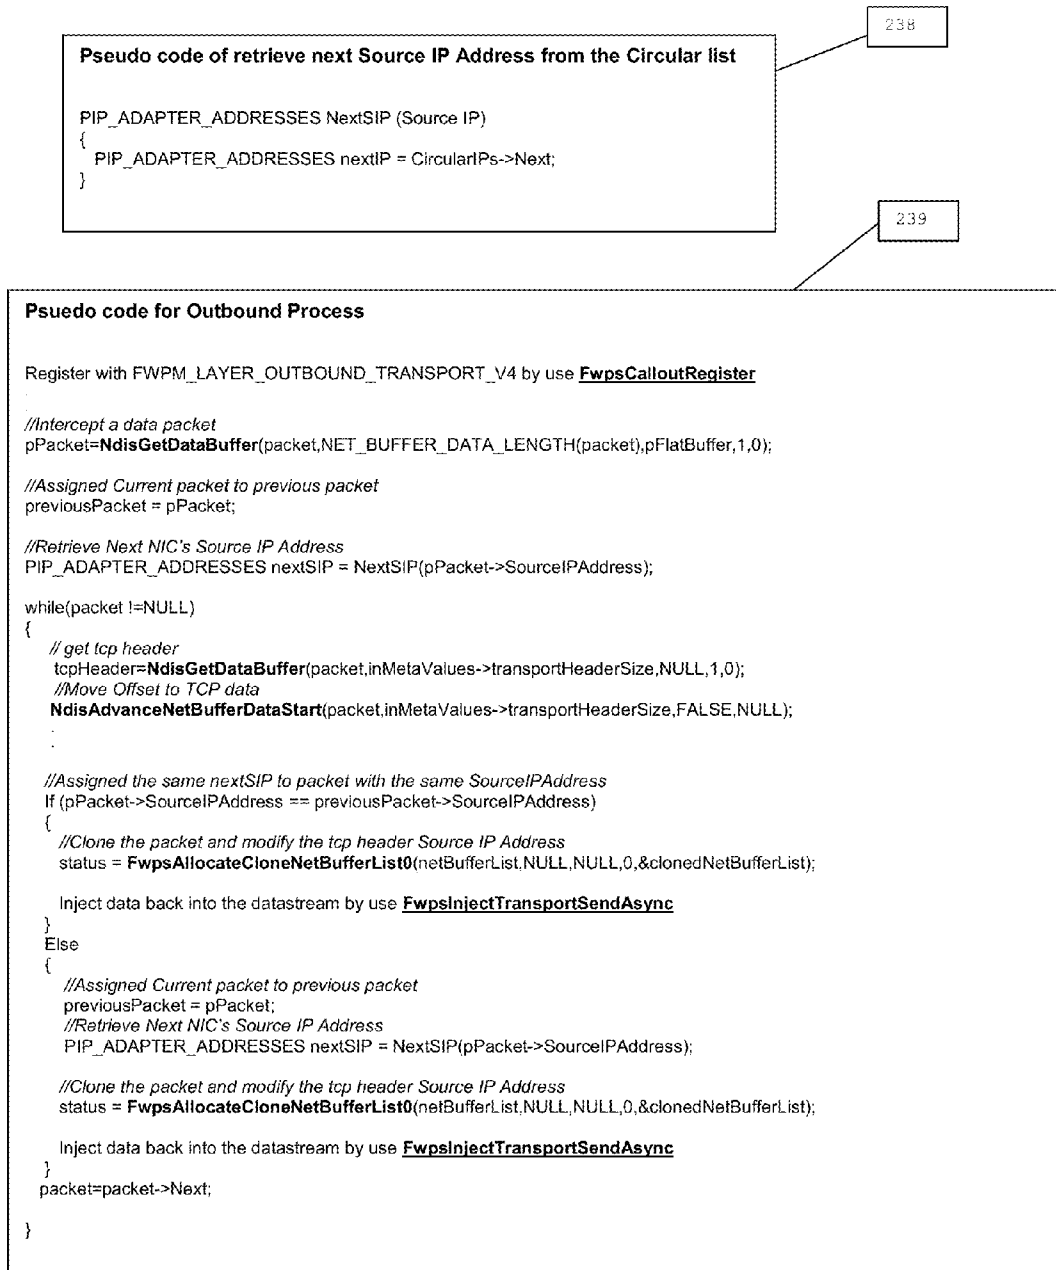 238
Pseudo code of retrieve next Source IP Address from the Circular list
PIP_ADAPTER_ADDRESSES NextSIP (Source IP)
{
PIP_ADAPTER_ADDRESSES nextIP = CircularIPs->Next;
}
239
Psuedo code for Outbound Process
Register with FWPM_LAYER_OUTBOUND_TRANSPORT_V4 by use FwpsCalloutRegister
.
.
//Intercept a data packet
pPacket=NdisGetDataBuffer(packet,NET_BUFFER_DATA_LENGTH(packet),pFlatBuffer,1,0);
//Assigned Current packet to previous packet
previousPacket = pPacket;
//Retrieve Next NIC's Source IP Address
PIP_ADAPTER_ADDRESSES nextSIP = NextSIP(pPacket->SourceIPAddress);
while(packet !=NULL)
{
// get tcp header
tcpHeader=NdisGetDataBuffer(packet,inMetaValues->transportHeaderSize,NULL,1,0);
//Move Offset to TCP data
NdisAdvanceNetBufferDataStart(packet,inMetaValues->transportHeaderSize,FALSE,NULL);
.
.
//Assigned the same nextSIP to packet with the same SourceIPAddress
If (pPacket->SourceIPAddress == previousPacket->SourceIPAddress)
{
//Clone the packet and modify the tcp header Source IP Address
status = FwpsAllocateCloneNetBufferList0(netBufferList,NULL,NULL,0,&clonedNetBufferList);
Inject data back into the datastream by use FwpsInjectTransportSendAsync
}
Else
{
//Assigned Current packet to previous packet
previousPacket = pPacket;
//Retrieve Next NIC's Source IP Address
PIP_ADAPTER_ADDRESSES nextSIP = NextSIP(pPacket->SourceIPAddress);
//Clone the packet and modify the tcp header Source IP Address
status = FwpsAllocateCloneNetBufferList0(netBufferList,NULL,NULL,0,&clonedNetBufferList);
Inject data back into the datastream by use FwpsInjectTransportSendAsync
}
packet=packet->Next;
}